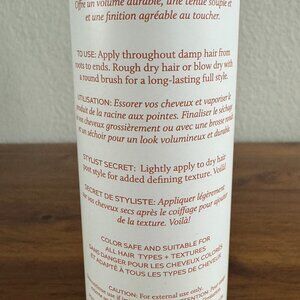 Offre un volume durable, une tenue souple et
et une finition agréable au toucher.
TO USE: Apply throughout damp hair from
roots to ends. Rough dry hair or blow dry with
a round brush for a long-lasting full style.
UTILISATION: Essorer vos cheveux et vaporiser le
produit de la racine aux pointes. Finaliser le séchage
vos cheveux grossièrement ou avec une brosse ronde
et un séchoir pour un look volumineux et durable.
STYLIST SECRET: Lightly apply to dry hair
post style for added defining texture. Voilà!
SECRET DE STYLISTE: Appliquer légèrement
sur cheveux secs après le coiffage pour ajouter
de la texture. Voilà!
COLOR SAFE AND SUITABLE FOR
ALL HAIR TYPES + TEXTURES
SANS DANGER POUR LES CHEVEUX COLORÉS
ET ADAPTÉ À TOUS LES TYPES DE CHEVEUX
CAUTION: For external use only.